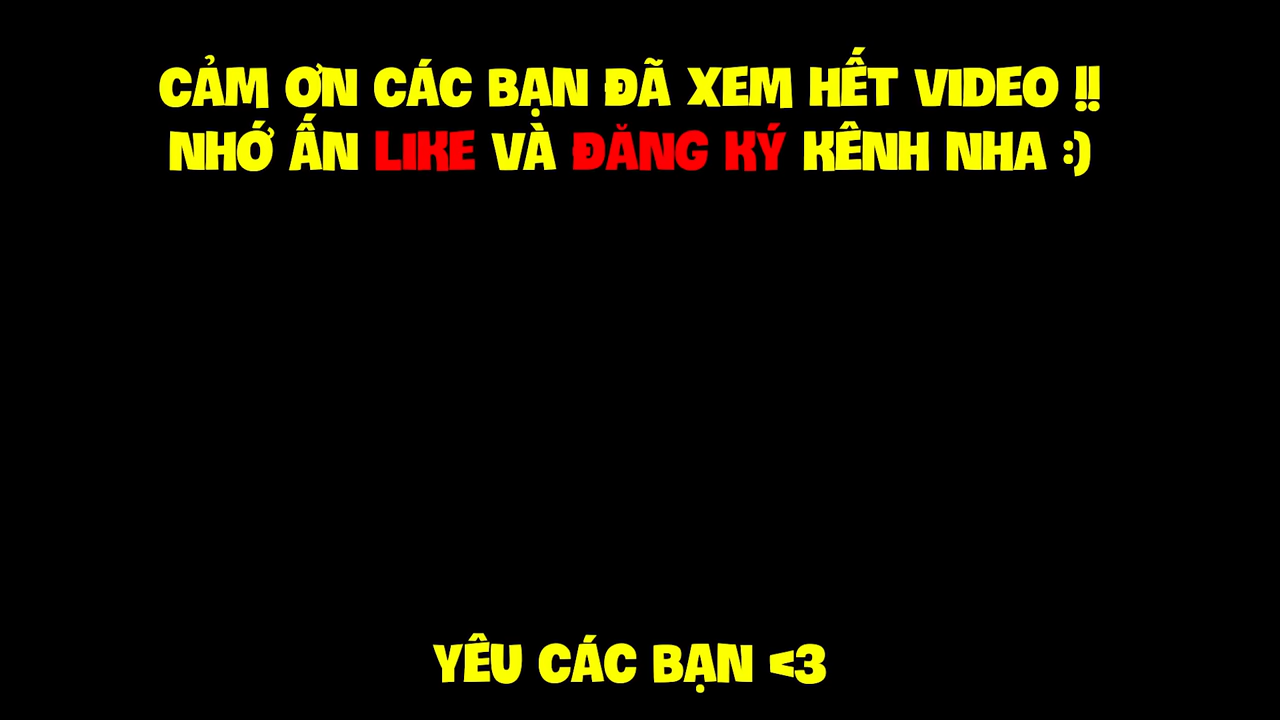 CẢM ƠN CÁC BẠN ĐÃ XEM HẾT VIDEO !!
NHỚ ẤN LIKE VÀ ĐĂNG KÝ KÊNH NHA :)
YÊU CÁC BẠN <3